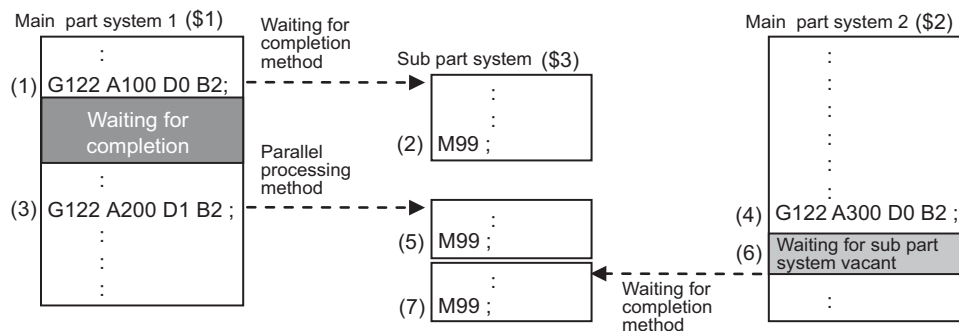 Main part system 1 ($1)
:
(1) G122 A100 D0 B2;
Waiting for
completion
:
(3) G122 A200 D1 B2 ;
:
:
:
Waiting for
completion
method
Parallel
processing
method
Sub part system ($3)
:
:
(2) M99 ;
:
(5) M99 ;
:
(7) M99 ;
Main part system 2 ($2)
:
:
:
:
:
:
(4) G122 A300 D0 B2 ;
(6) Waiting for sub part
system vacant
:
Waiting for
completion
method